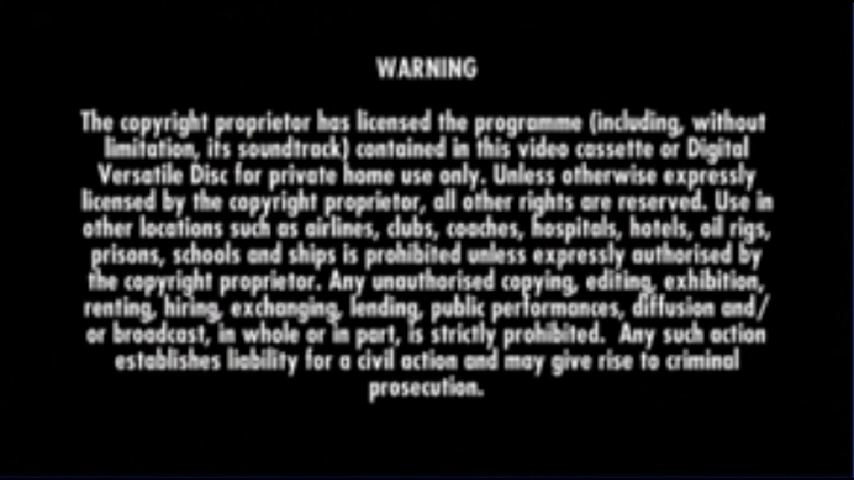 WARNING
The copyright proprietor has licensed the programme (including, without
limitation, its soundtrack) contained in this video cassette or Digital
Versatile Disc for private home use only. Unless otherwise expressly
licensed by the copyright proprietor, all other rights are reserved. Use in
other locations such as airlines, clubs, coaches, hospitals, hotels, oil rigs,
prisons, schools and ships is prohibited unless expressly authorised by
the copyright proprietor. Any unauthorised copying, editing, exhibition,
renting, hiring, exchanging, lending, public performances, diffusion and/
or broadcast, in whole or in part, is strictly prohibited.  Any such action
establishes liability for a civil action and may give rise to criminal
prosecution.